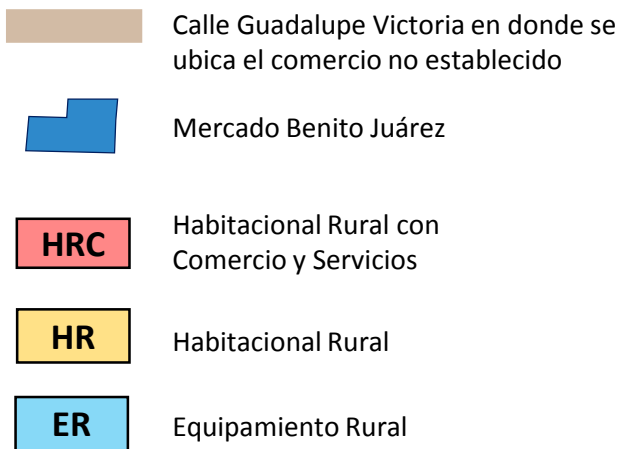 Calle Guadalupe Victoria en donde se
ubica el comercio no establecido
Mercado Benito Juárez
HRC
Habitacional Rural con
Comercio y Servicios
HR
Habitacional Rural
ER
Equipamiento Rural